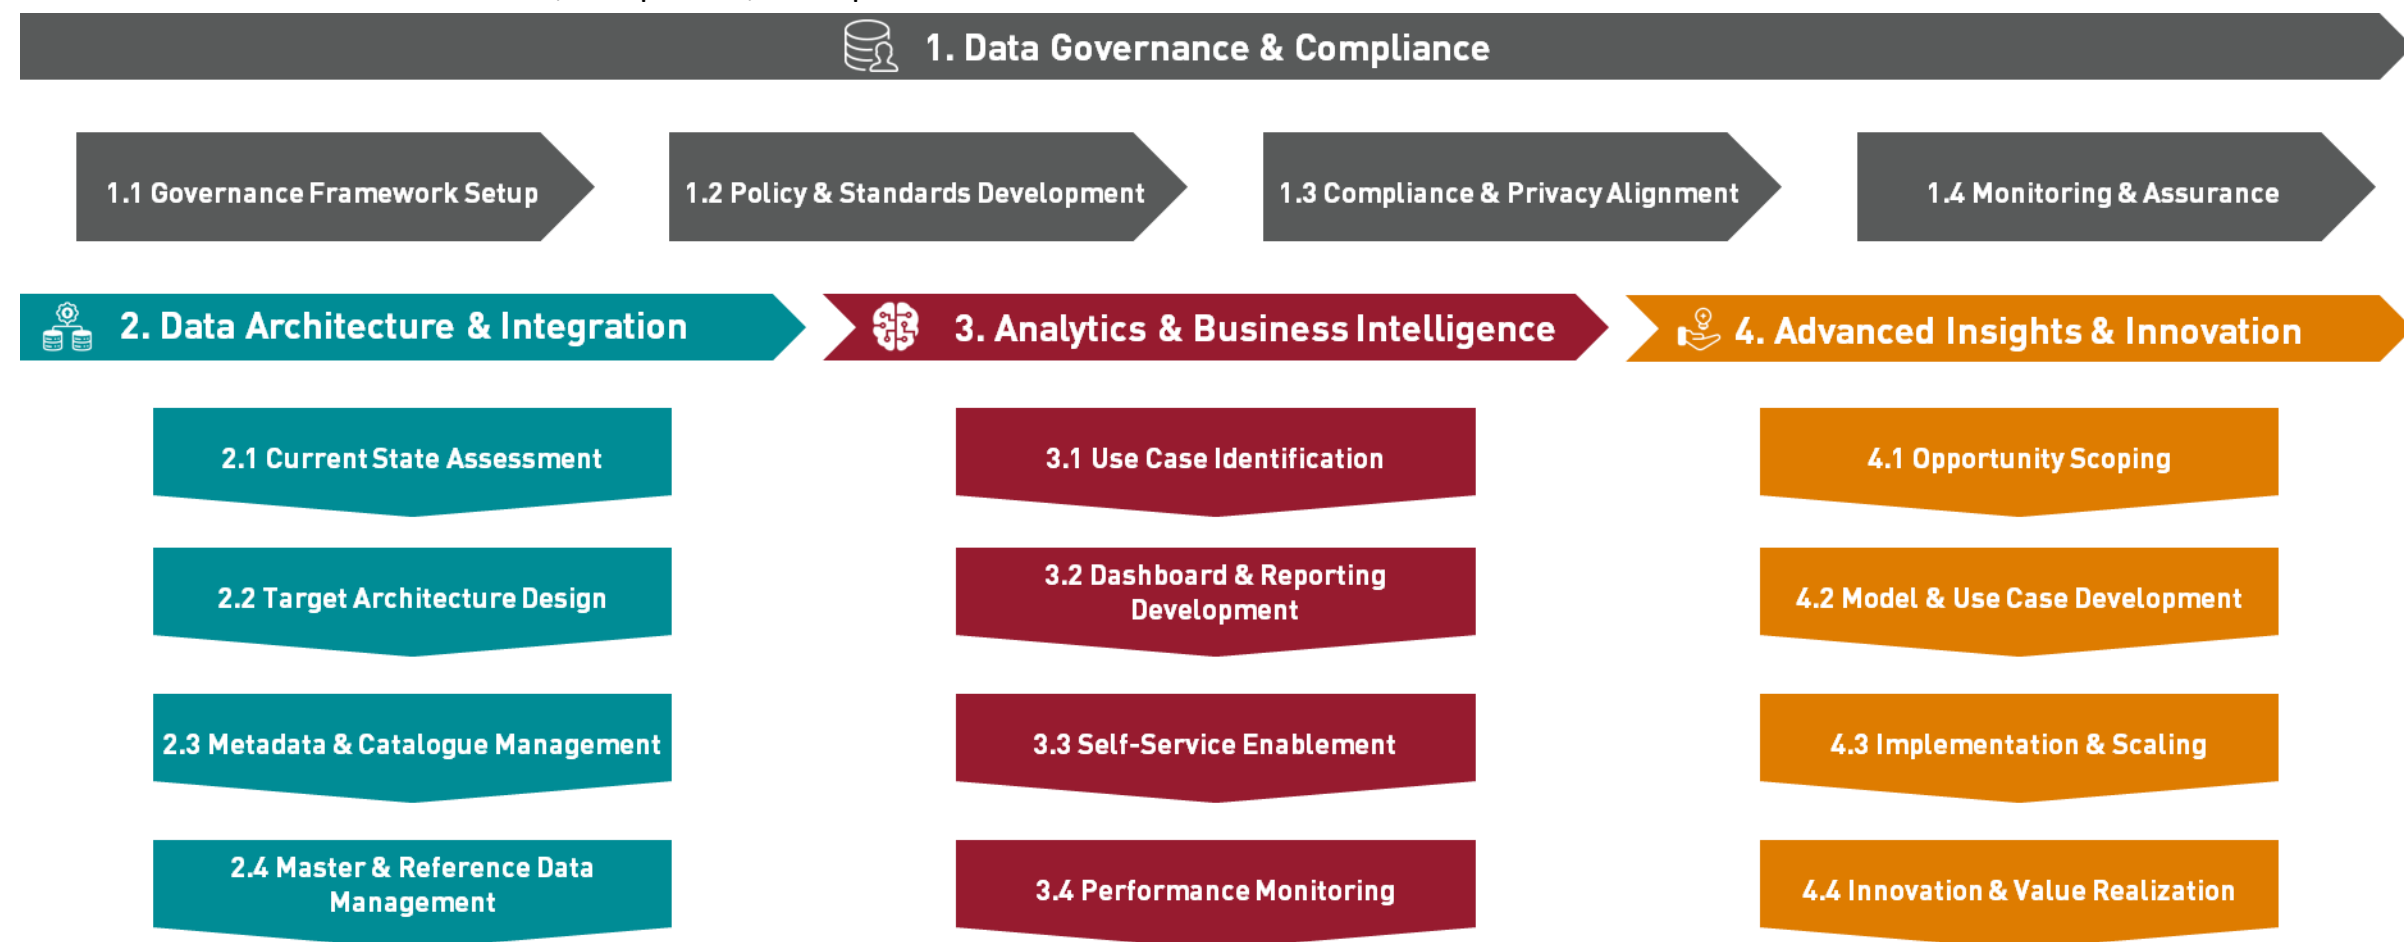 1. Data Governance & Compliance
1.1 Governance Framework Setup
1.2 Policy & Standards Development
1.3 Compliance & Privacy Alignment
1.4 Monitoring & Assurance
2. Data Architecture & Integration
3. Analytics & Business Intelligence
4. Advanced Insights & Innovation
2.1 Current State Assessment
3.1 Use Case Identification
4.1 Opportunity Scoping
2.2 Target Architecture Design
3.2 Dashboard & Reporting
Development
4.2 Model & Use Case Development
2.3 Metadata & Catalogue Management
3.3 Self-Service Enablement
4.3 Implementation & Scaling
2.4 Master & Reference Data
Management
3.4 Performance Monitoring
4.4 Innovation & Value Realization